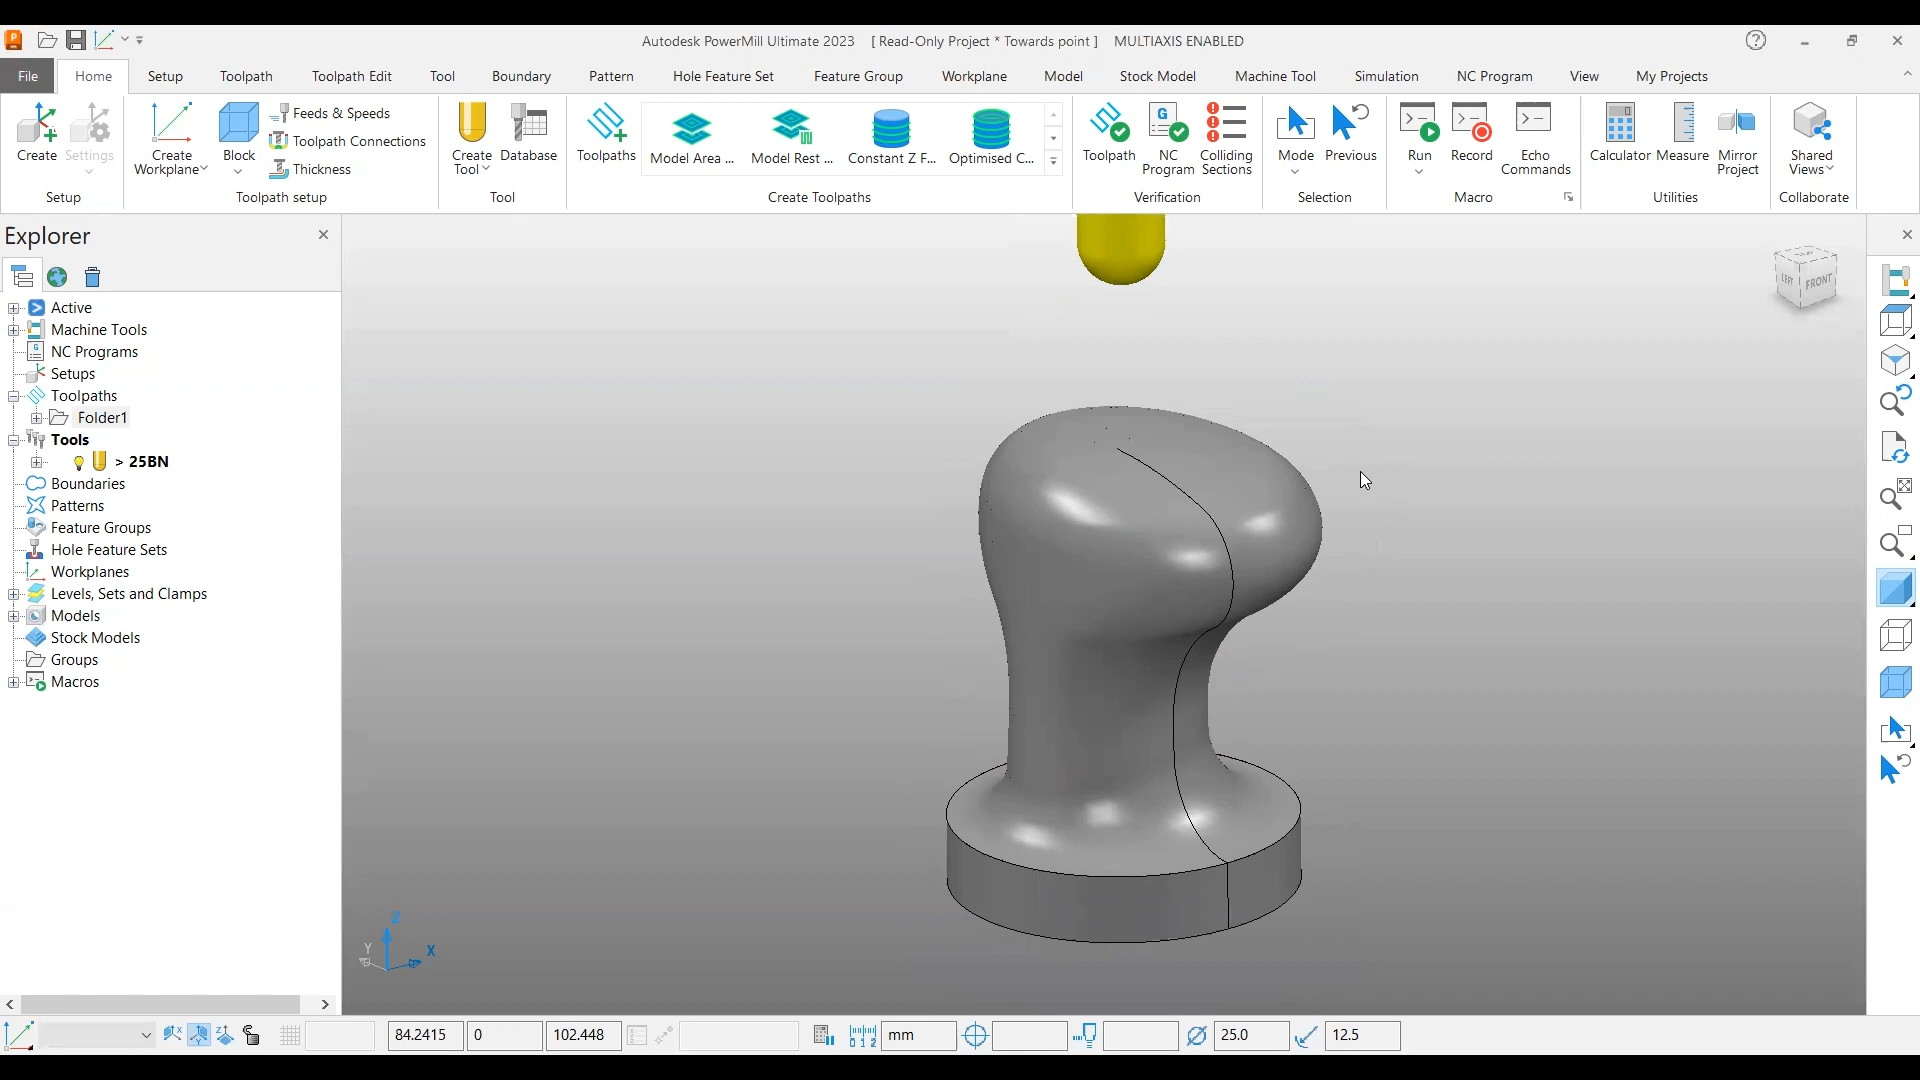 Autodesk PowerMill Ultimate 2023 [ Read-Only Project * Towards point ] MULTIAXIS ENABLED
File Home Setup Toolpath Toolpath Edit Tool Boundary Pattern Hole Feature Set Feature Group Workplane Model Stock Model Machine Tool Simulation NC Program View My Projects
Create
Settings
Setup
Create
Workplane
Block
Feeds & Speeds
Toolpath Connections
Thickness
Toolpath setup
Create
Tool
Database
Tool
Toolpaths
Model Area ...
Model Rest ...
Constant Z F...
Optimised C...
Create Toolpaths
Toolpath
NC
Program
Colliding
Sections
Verification
Mode
Previous
Selection
Run
Record
Echo
Commands
Macro
Calculator
Measure
Mirror
Project
Utilities
Shared
Views
Collaborate
Explorer
Active
Machine Tools
NC Programs
Setups
Toolpaths
Folder1
Tools
> 25BN
Boundaries
Patterns
Feature Groups
Hole Feature Sets
Workplanes
Levels, Sets and Clamps
Models
Stock Models
Groups
Macros
LEFT FRONT
Z
Y
X
84.2415 0 102.448 mm 25.0 12.5